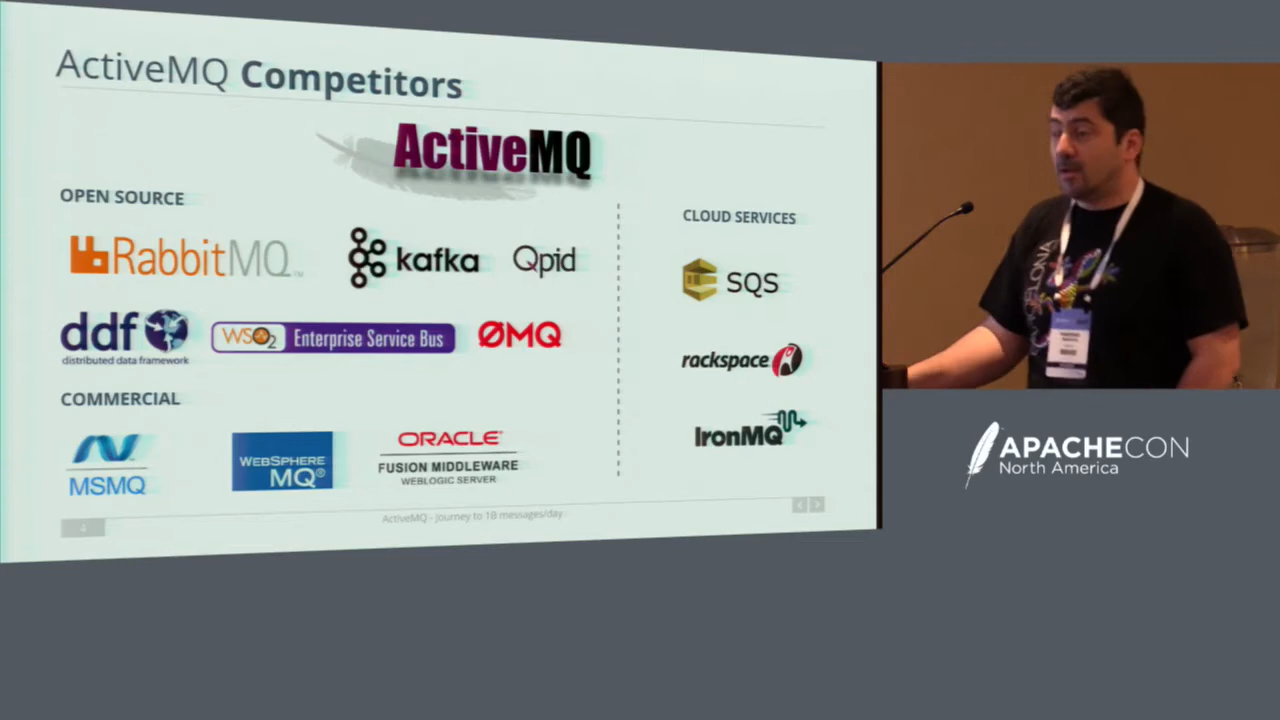 ActiveMQ Competitors
ActiveMQ
OPEN SOURCE
RabbitMQ™
kafka
Qpid
ddf
distributed data framework
WSO2 Enterprise Service Bus
ØMQ
COMMERCIAL
MSMQ
WEBSPHERE
MQ®
ORACLE®
FUSION MIDDLEWARE
WEBLOGIC SERVER
CLOUD SERVICES
SQS
rackspace
IronMQ
4
ActiveMQ - journey to 1B messages/day
APACHECON
North America